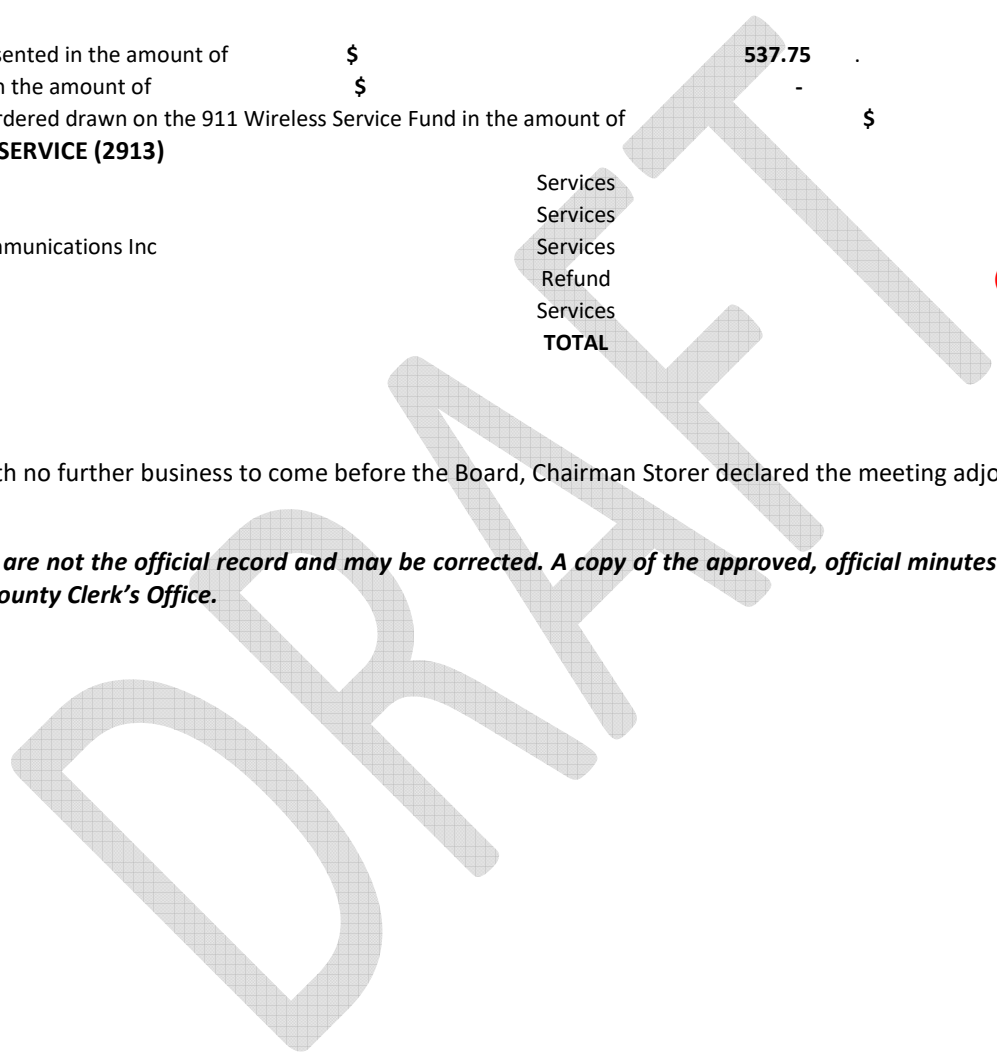 sented in the amount of $ 537.75 .
n the amount of $ -
rdered drawn on the 911 Wireless Service Fund in the amount of $
SERVICE (2913)
Services
Services
mmunications Inc Services
Refund (
Services
TOTAL
th no further business to come before the Board, Chairman Storer declared the meeting adjo
are not the official record and may be corrected. A copy of the approved, official minutes
ounty Clerk’s Office.
DRAFT